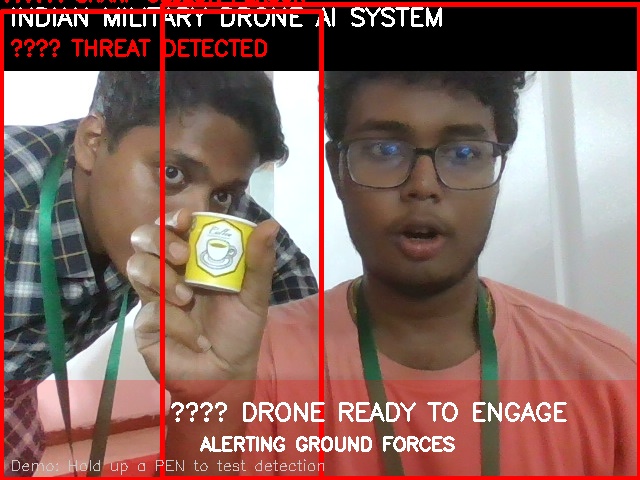 INDIAN MILITARY DRONE AI SYSTEM
???? THREAT DETECTED
Coffee
???? DRONE READY TO ENGAGE
ALERTING GROUND FORCES
Demo: Hold up a PEN to test detection